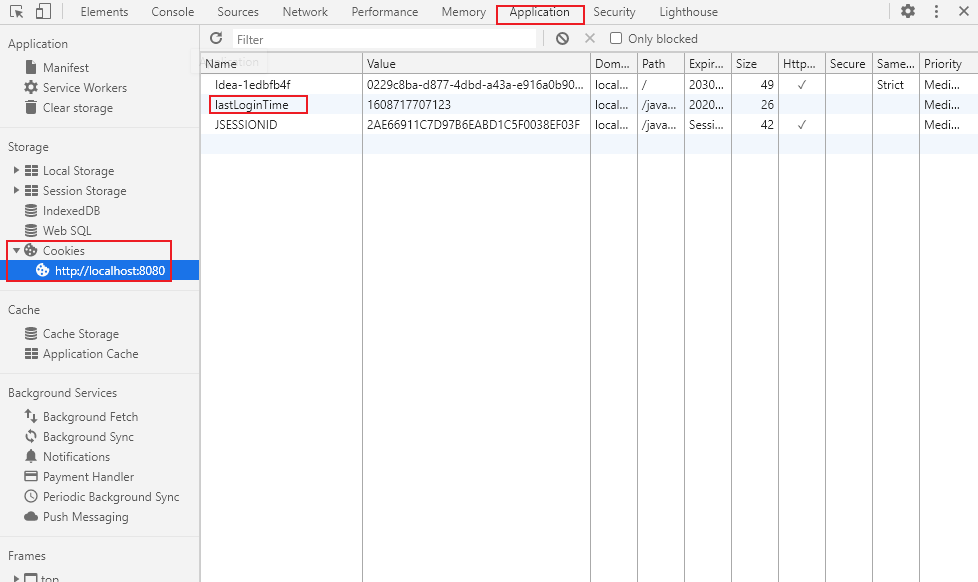 Elements Console Sources Network Performance Memory Application Security Lighthouse
Application
Manifest
Service Workers
Clear storage
Storage
Local Storage
Session Storage
IndexedDB
Web SQL
Cookies
http://localhost:8080
Cache
Cache Storage
Application Cache
Background Services
Background Fetch
Background Sync
Notifications
Payment Handler
Periodic Background Sync
Push Messaging
Frames
top
Filter Only blocked
Name Value Dom... Path Expir... Size Http... Secure Same... Priority
Idea-1edbfb4f 0229c8ba-d877-4dbd-a43a-e916a0b90... local... / 2030... 49 ✓ Strict Medi...
lastLoginTime 1608717707123 local... /java... 2020... 26 Medi...
JSESSIONID 2AE66911C7D97B6EABD1C5F0038EF03F local... /java... Sessi... 42 ✓ Medi...